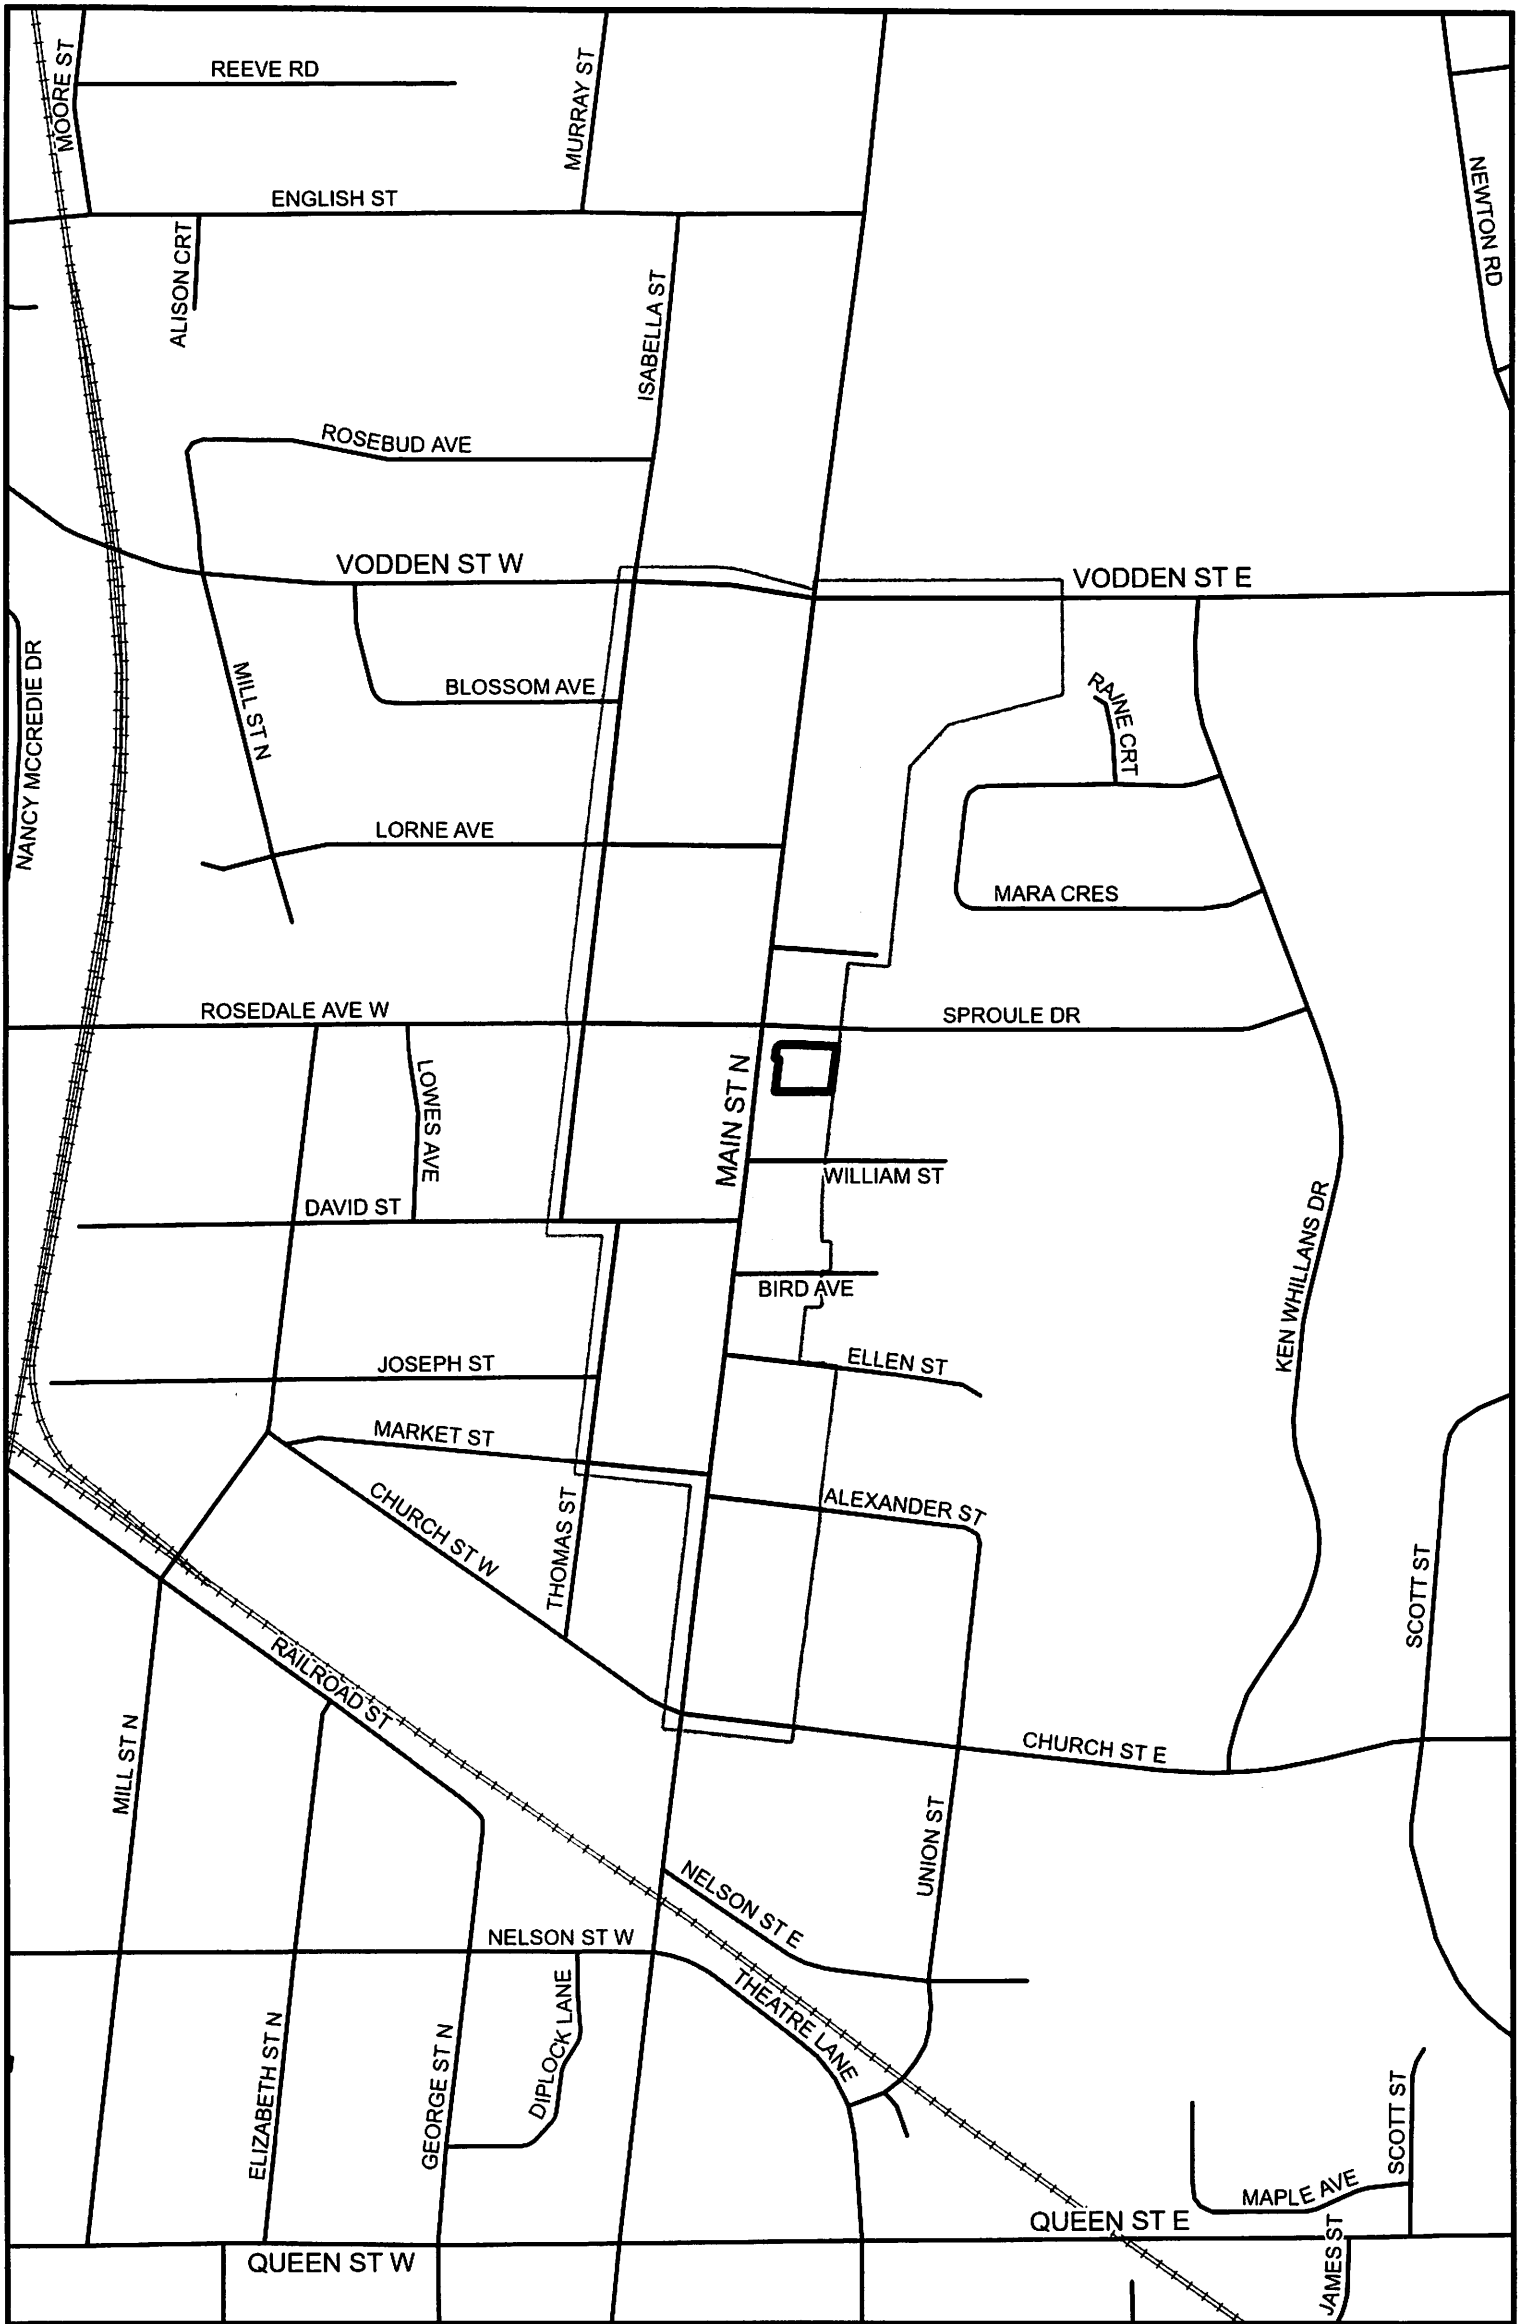 MOORE ST
REEVE RD
MURRAY ST
ENGLISH ST
NEWTON RD
ALISON CRT
ISABELLA ST
ROSEBUD AVE
VODDEN ST W
VODDEN ST E
NANCY MCCREDIE DR
MILL ST N
BLOSSOM AVE
RAINE CRT
LORNE AVE
MARA CRES
ROSEDALE AVE W
SPROULE DR
LOWES AVE
MAIN ST N
WILLIAM ST
DAVID ST
KEN WHILLANS DR
BIRD AVE
JOSEPH ST
ELLEN ST
MARKET ST
CHURCH ST W
THOMAS ST
ALEXANDER ST
SCOTT ST
RAILROAD ST
MILL ST N
CHURCH ST E
UNION ST
NELSON ST E
NELSON ST W
THEATRE LANE
DIPLOCK LANE
ELIZABETH ST N
GEORGE ST N
SCOTT ST
MAPLE AVE
QUEEN ST E
QUEEN ST W
JAMES ST